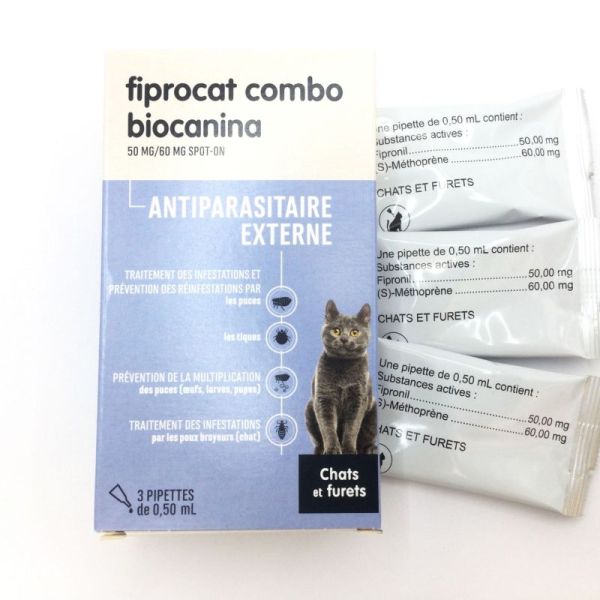 fiprocat combo
biocanina
50 MG/60 MG SPOT-ON
ANTIPARASITAIRE
EXTERNE
TRAITEMENT DES INFESTATIONS ET
PRÉVENTION DES RÉINFESTATIONS PAR
les puces
les tiques
PRÉVENTION DE LA MULTIPLICATION
des puces (œufs, larves, pupes)
TRAITEMENT DES INFESTATIONS
par les poux broyeurs (chat)
Chats
et furets
3 PIPETTES
de 0,50 mL
Une pipette de 0,50 mL contient :
Substances actives :
Fipronil 50,00 mg
(S)-Méthoprène 60,00 mg
CHATS ET FURETS
Une pipette de 0,50 mL contient :
Substances actives :
Fipronil 50,00 mg
(S)-Méthoprène 60,00 mg
CHATS ET FURETS
Une pipette de 0,50 mL contient :
Substances actives :
Fipronil 50,00 mg
(S)-Méthoprène 60,00 mg
CHATS ET FURETS